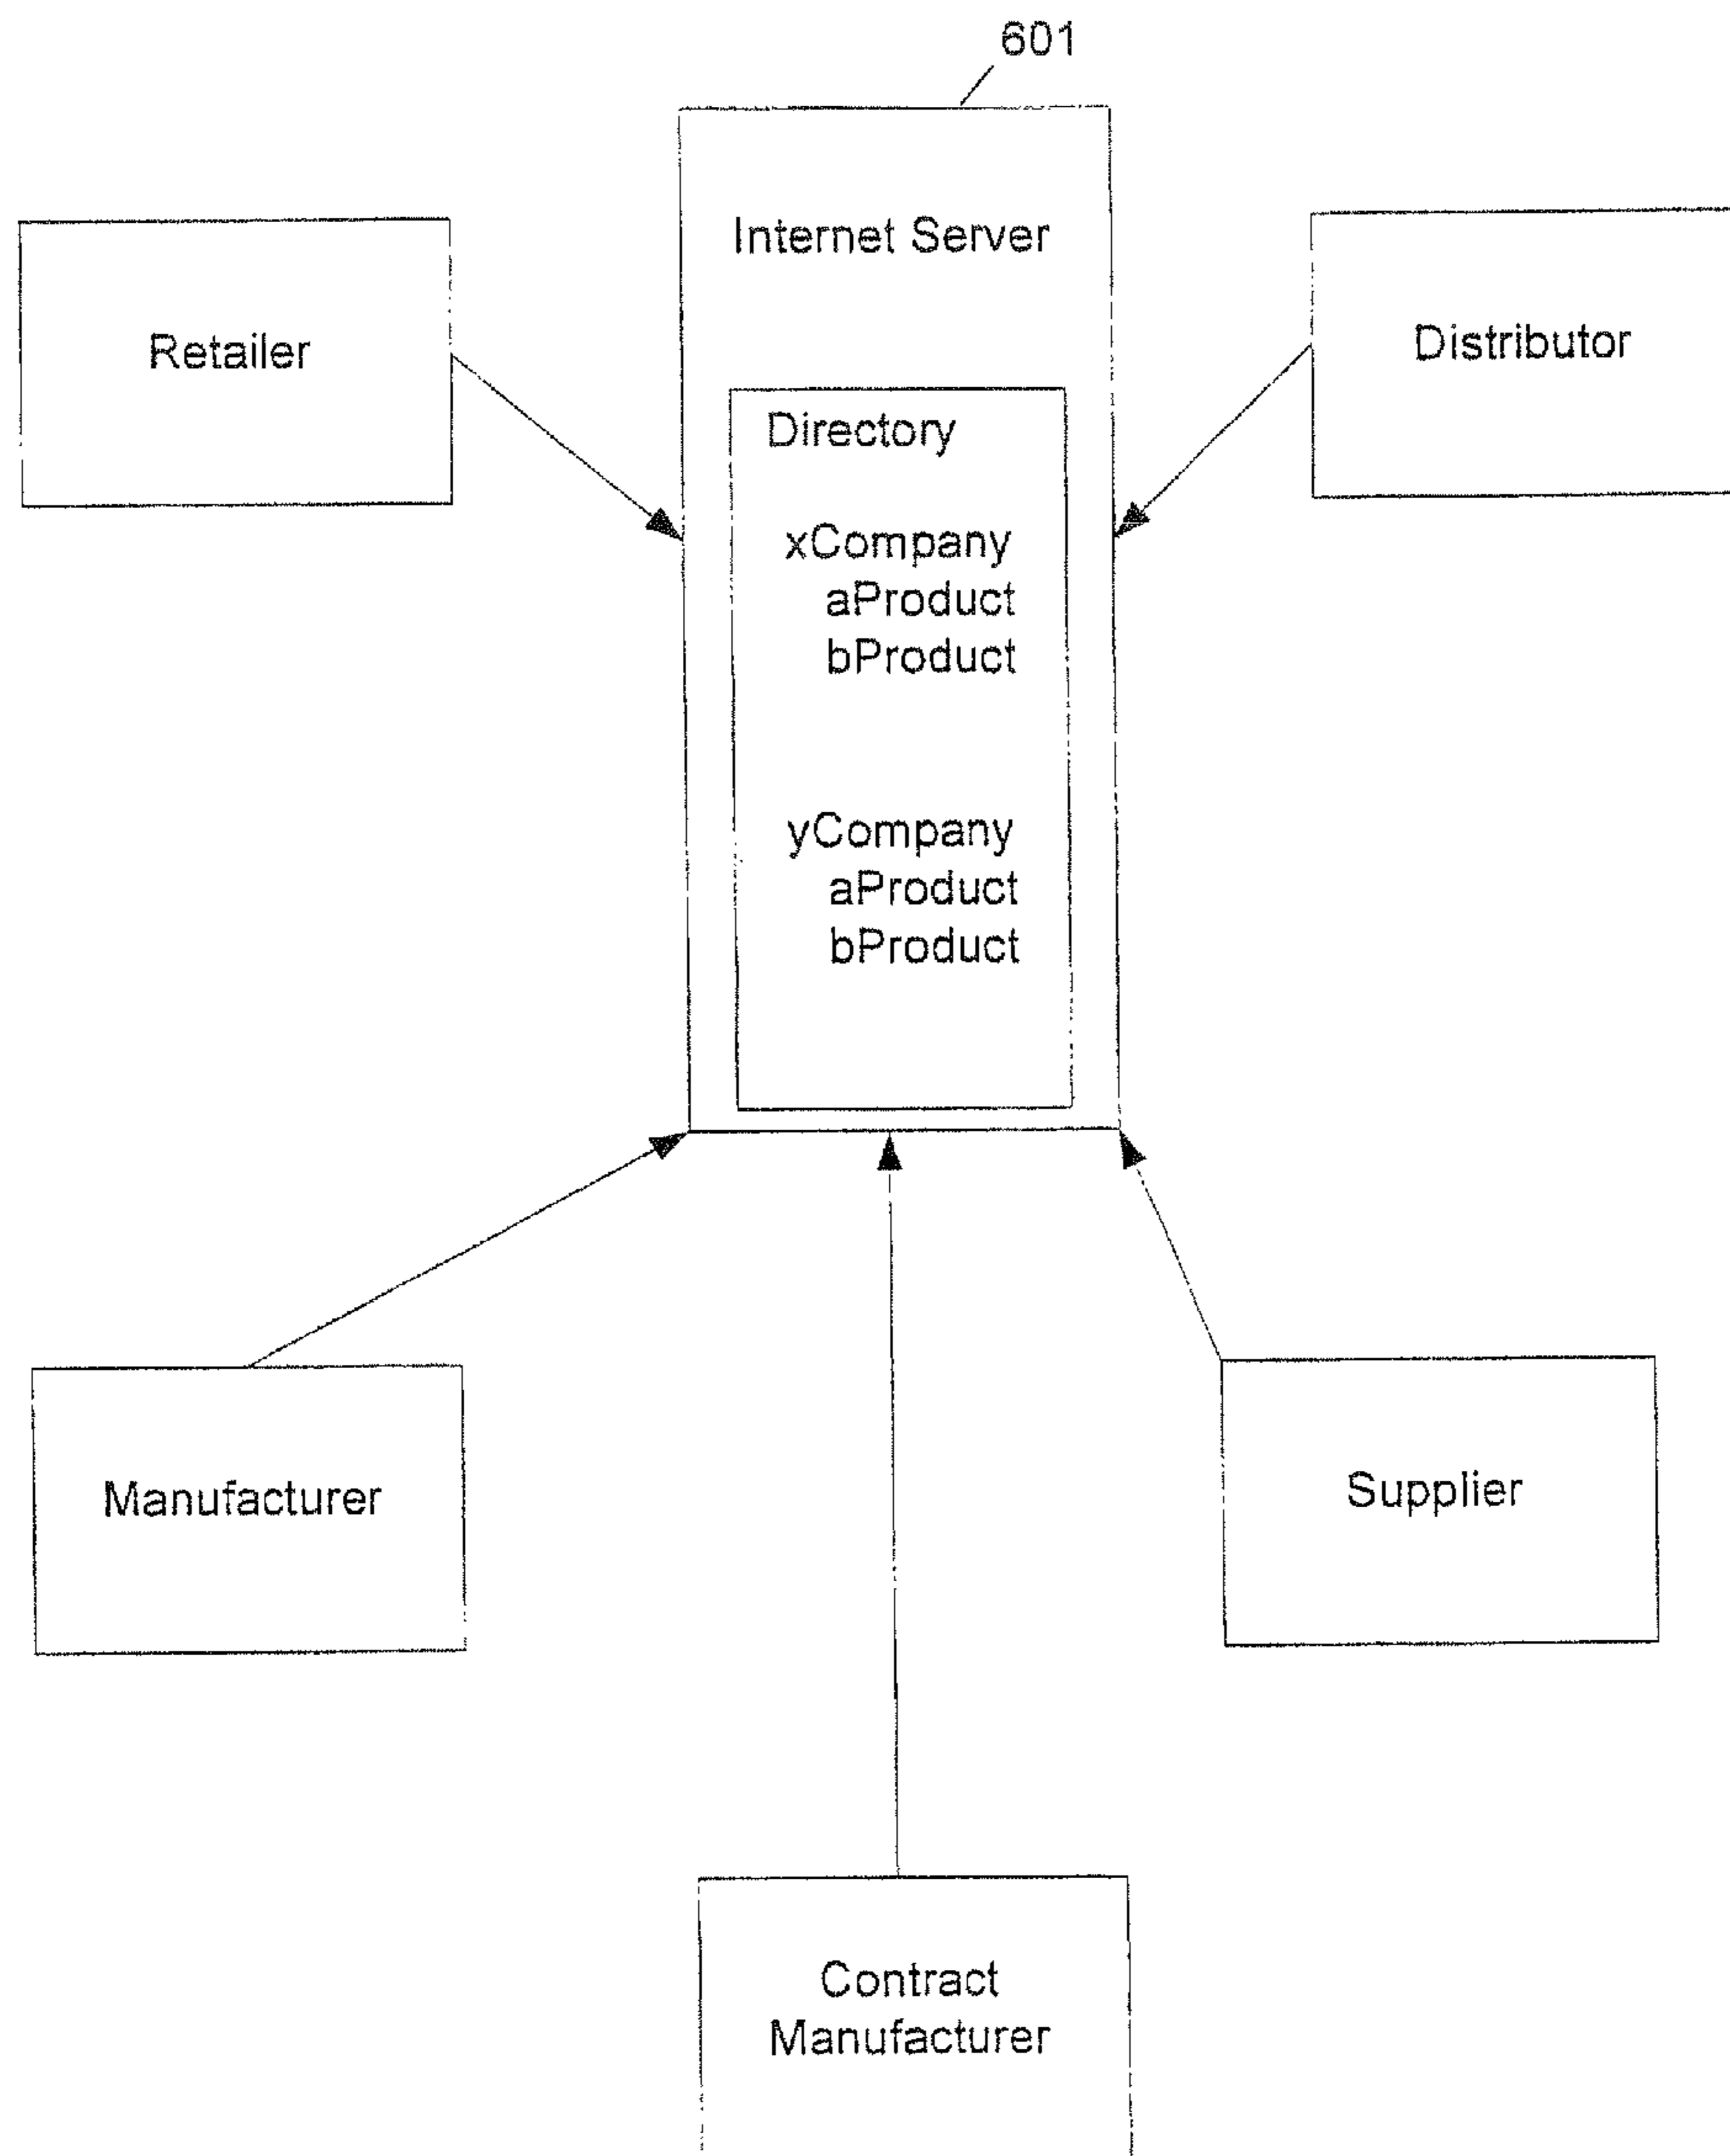 601
Internet Server
Retailer
Distributor
Directory
xCompany
aProduct
bProduct
yCompany
aProduct
bProduct
Manufacturer
Supplier
Contract
Manufacturer